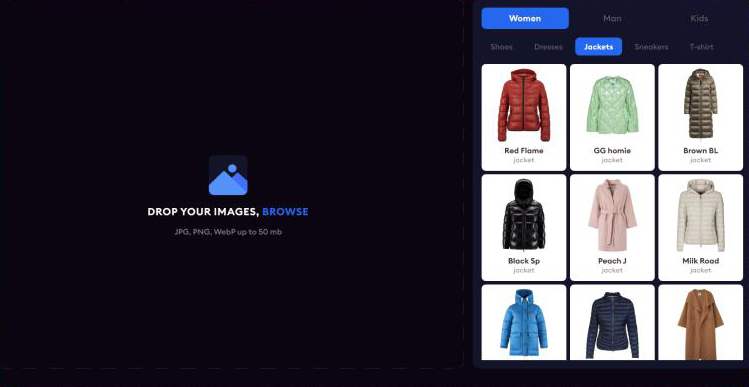 Women Man Kids
Shoes Dresses Jackets Sneakers T-shirt
Red Flame
jacket
GG homie
jacket
Brown BL
jacket
DROP YOUR IMAGES, BROWSE
JPG, PNG, WebP up to 50 mb
Black Sp
jacket
Peach J
jacket
Milk Road
jacket